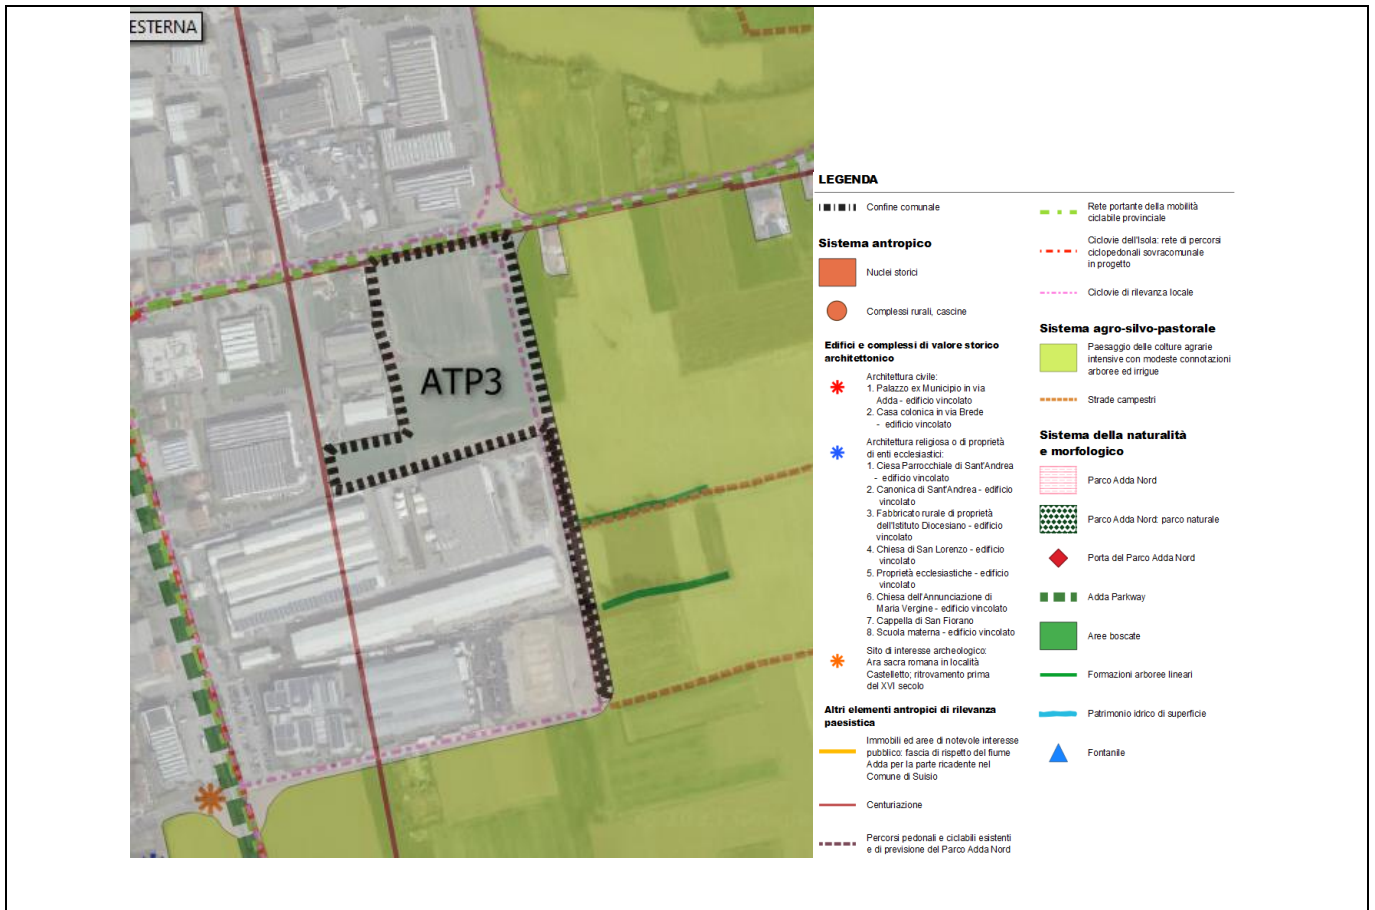 ESTERNA
ATP3
LEGENDA
Confine comunale
Sistema antropico
Nuclei storici
Complessi rurali, cascine
Edifici e complessi di valore storico
architettonico
Architettura civile:
1. Palazzo ex Municipio in via
Adda - edificio vincolato
2. Casa colonica in via Brede
- edificio vincolato
Architettura religiosa o di proprietà
di enti ecclesiastici:
1. Ciesa Parrocchiale di Sant'Andrea
- edificio vincolato
2. Canonica di Sant'Andrea - edificio
vincolato
3. Fabbricato rurale di proprietà
dell'Istituto Diocesiano - edificio
vincolato
4. Chiesa di San Lorenzo - edificio
vincolato
5. Proprietà ecclesiastiche - edificio
vincolato
6. Chiesa dell'Annunciazione di
Maria Vergine - edificio vincolato
7. Cappella di San Fiorano
8. Scuola materna - edificio vincolato
Sito di interesse archeologico:
Ara sacra romana in località
Castelletto; ritrovamento prima
del XVI secolo
Altri elementi antropici di rilevanza
paesistica
Immobili ed aree di notevole interesse
pubblico: fascia di rispetto del fiume
Adda per la parte ricadente nel
Comune di Suisio
Centuriazione
Percorsi pedonali e ciclabili esistenti
e di previsione del Parco Adda Nord
Rete portante della mobilità
ciclabile provinciale
Ciclovie dell'Isola: rete di percorsi
ciclopedonali sovracomunale
in progetto
Ciclovie di rilevanza locale
Sistema agro-silvo-pastorale
Paesaggio delle colture agrarie
intensive con modeste connotazioni
arboree ed irrigue
Strade campestri
Sistema della naturalità
e morfologico
Parco Adda Nord
Parco Adda Nord: parco naturale
Porta del Parco Adda Nord
Adda Parkway
Aree boscate
Formazioni arboree lineari
Patrimonio idrico di superficie
Fontanile